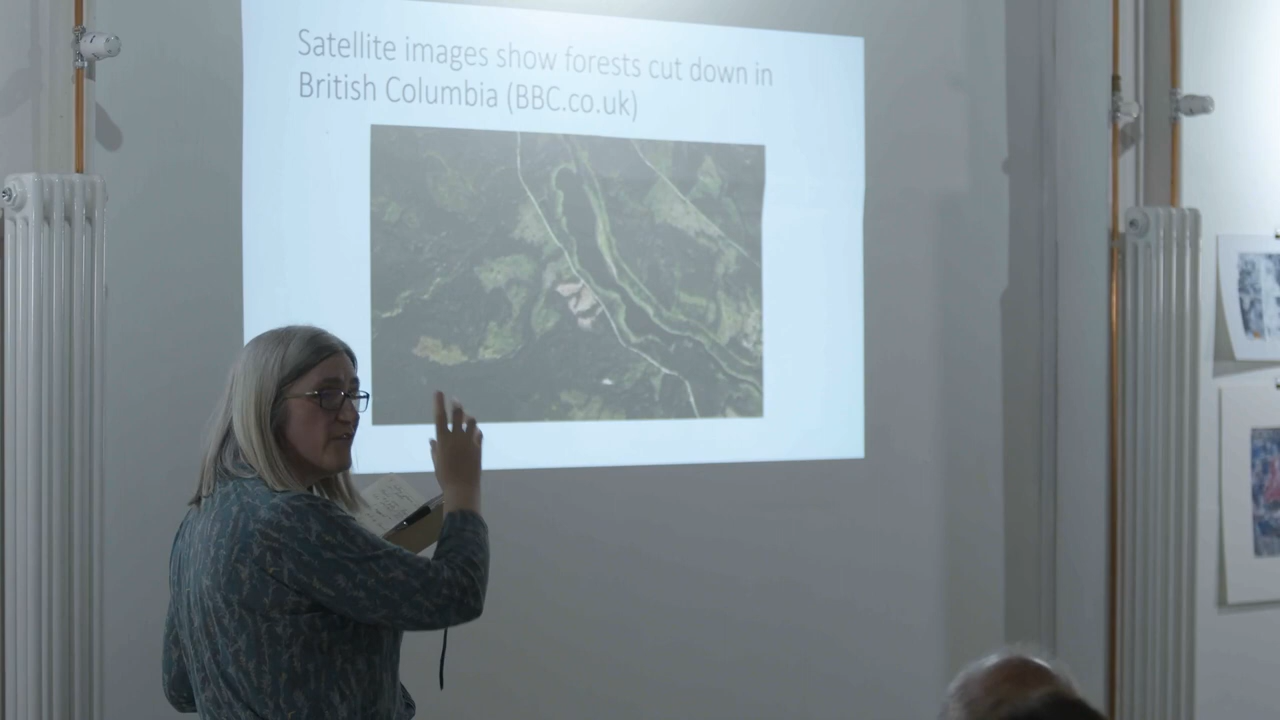 Satellite images show forests cut down in
British Columbia (BBC.co.uk)